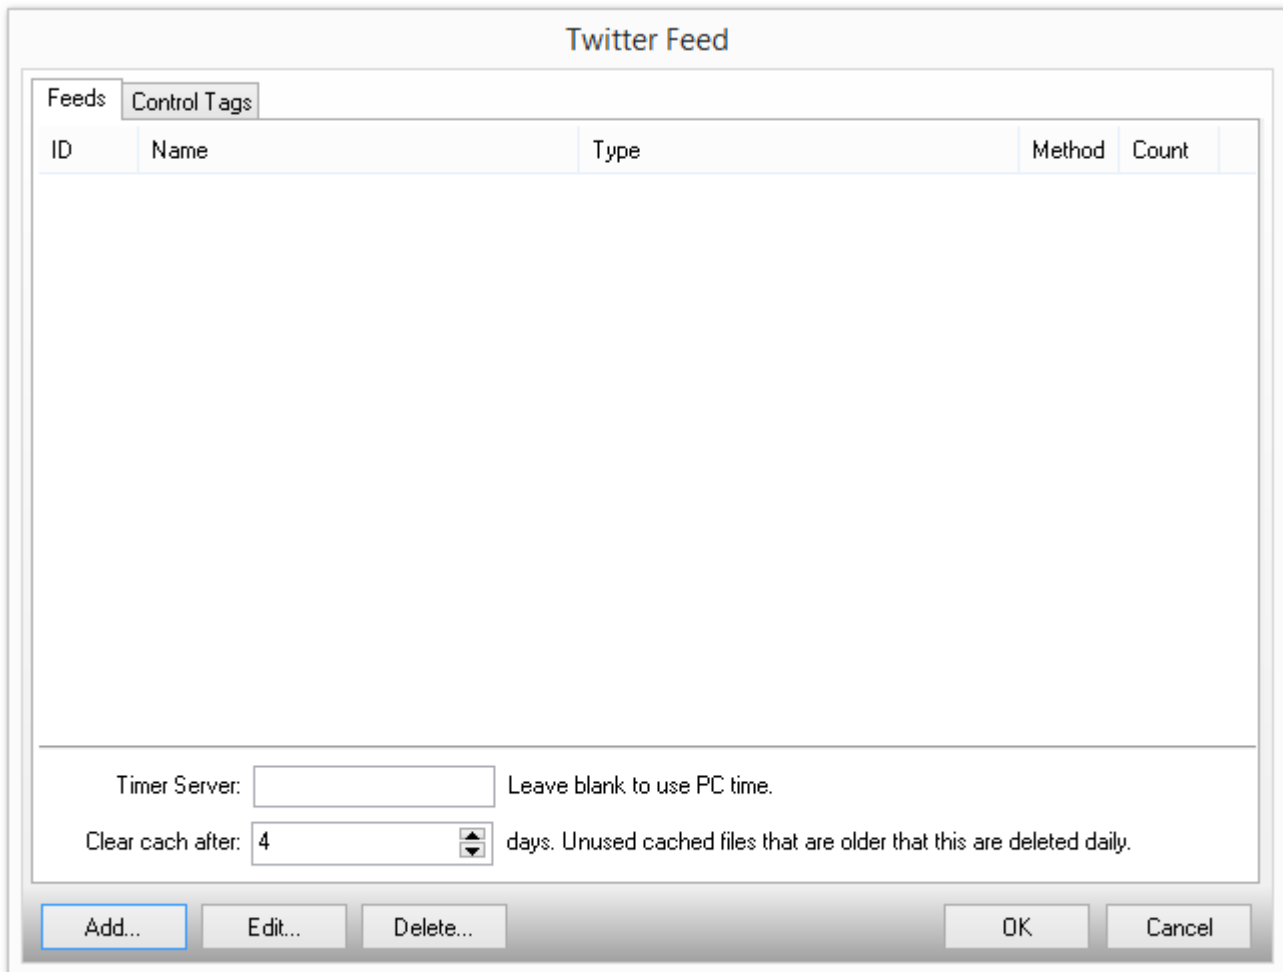 Twitter Feed
Feeds Control Tags
ID Name Type Method Count
Timer Server: Leave blank to use PC time.
Clear cach after: 4 days. Unused cached files that are older that this are deleted daily.
Add... Edit... Delete... OK Cancel